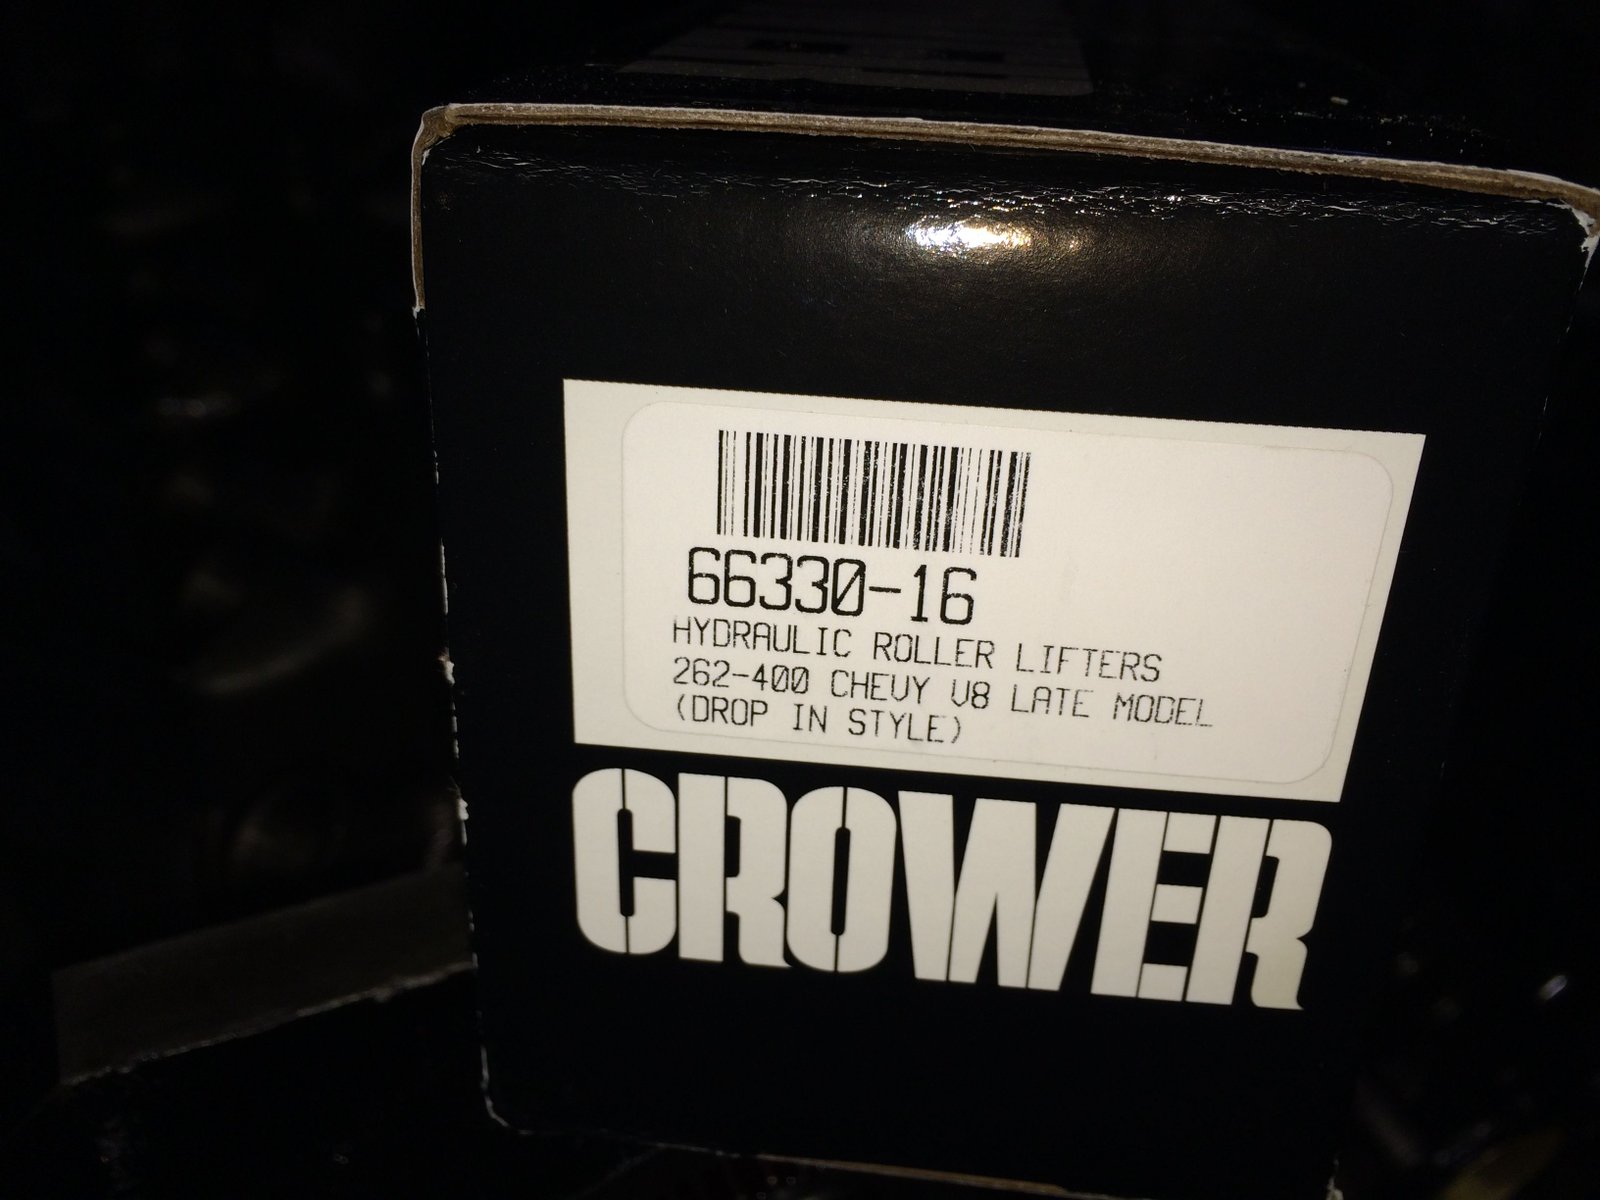 66330-16
HYDRAULIC ROLLER LIFTERS
262-400 CHEVY V8 LATE MODEL
(DROP IN STYLE)
CROWER